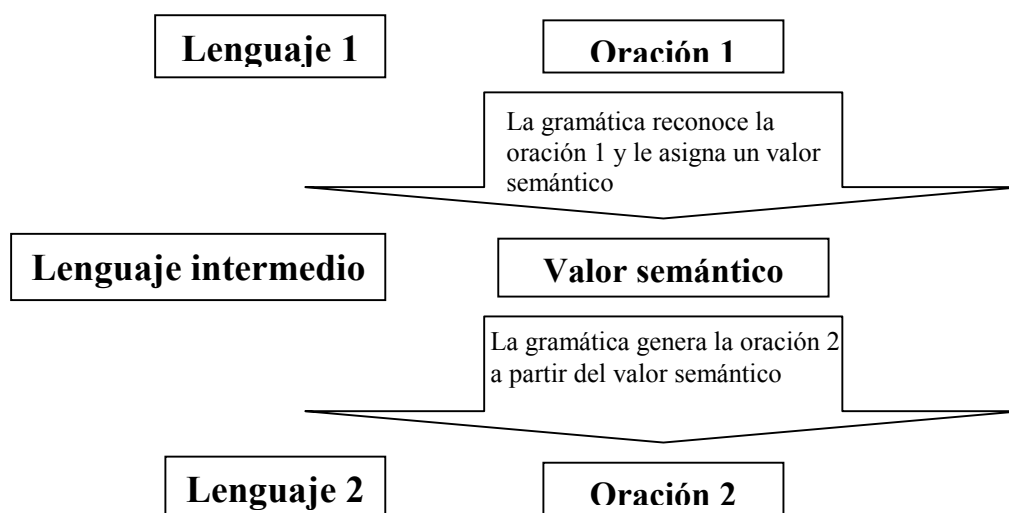 Lenguaje 1
Oración 1
La gramática reconoce la
oración 1 y le asigna un valor
semántico
Lenguaje intermedio
Valor semántico
La gramática genera la oración 2
a partir del valor semántico
Lenguaje 2
Oración 2